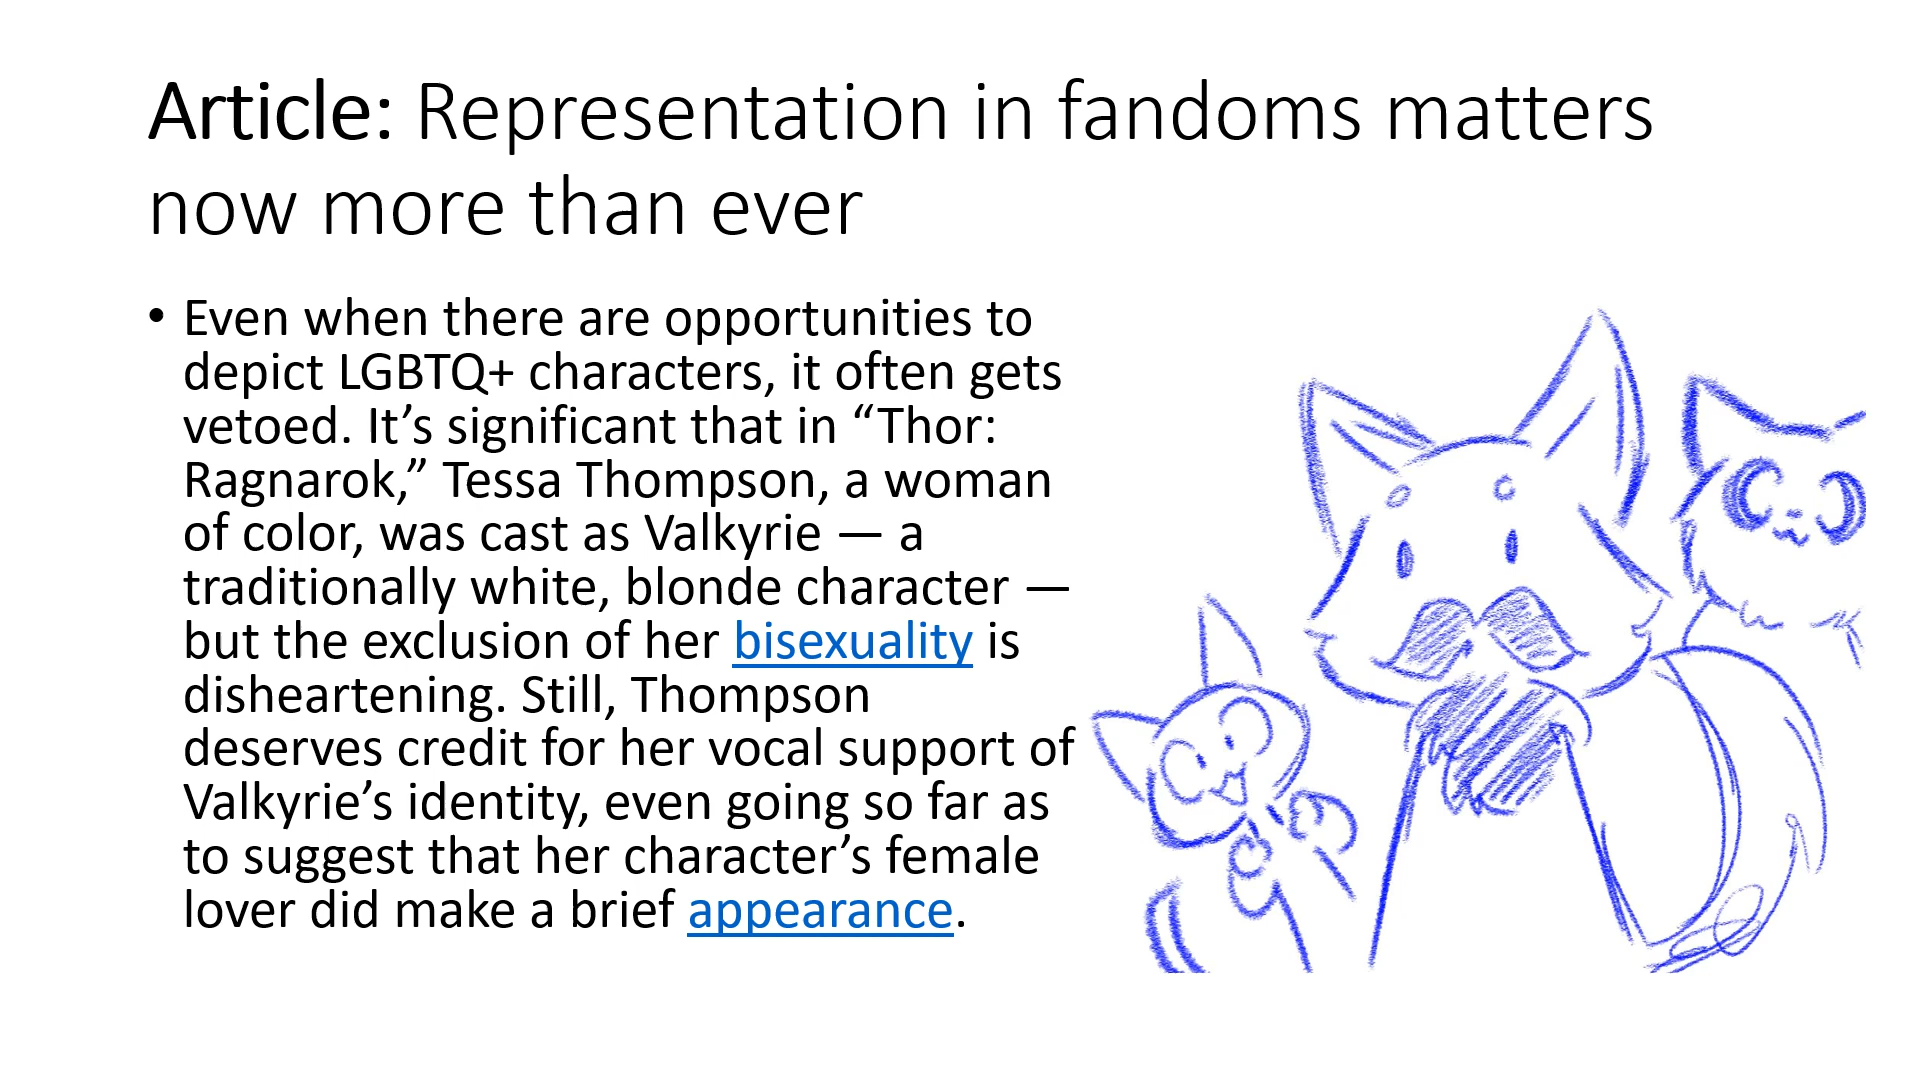 Article: Representation in fandoms matters
now more than ever
• Even when there are opportunities to
depict LGBTQ+ characters, it often gets
vetoed. It’s significant that in “Thor:
Ragnarok,” Tessa Thompson, a woman
of color, was cast as Valkyrie — a
traditionally white, blonde character —
but the exclusion of her bisexuality is
disheartening. Still, Thompson
deserves credit for her vocal support of
Valkyrie’s identity, even going so far as
to suggest that her character’s female
lover did make a brief appearance.